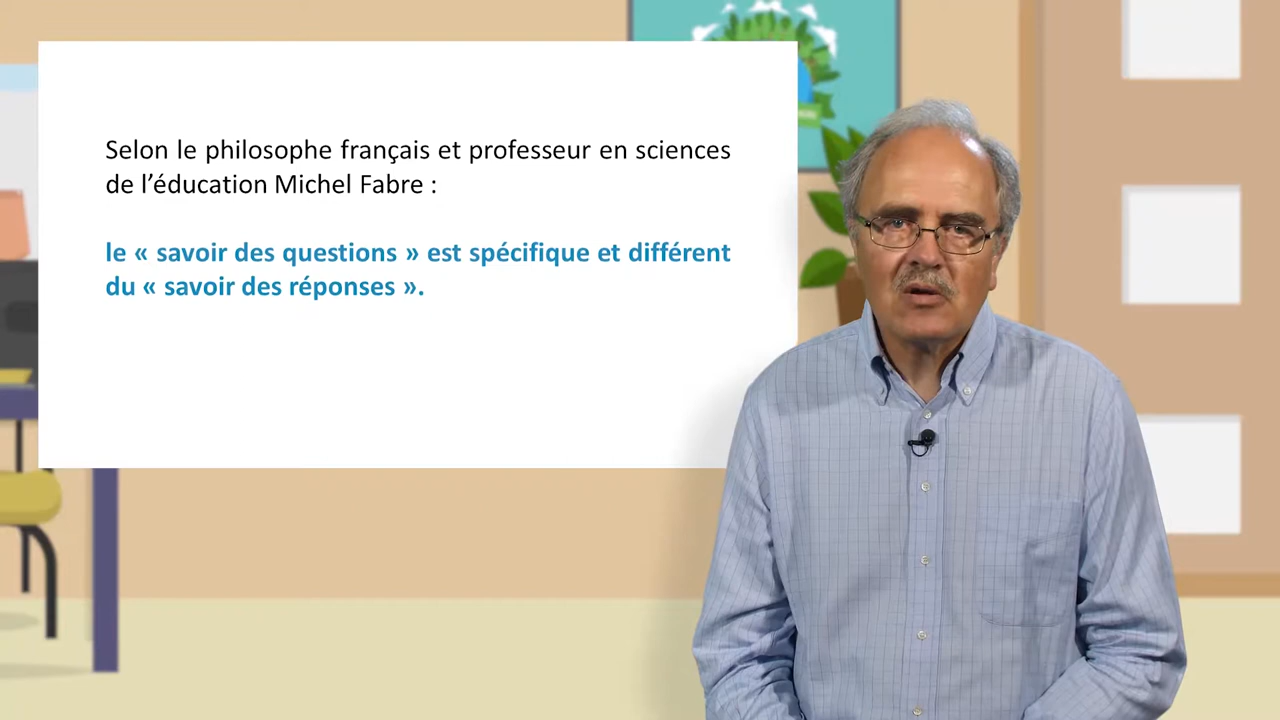 Selon le philosophe français et professeur en sciences
de l’éducation Michel Fabre :
le « savoir des questions » est spécifique et différent
du « savoir des réponses ».